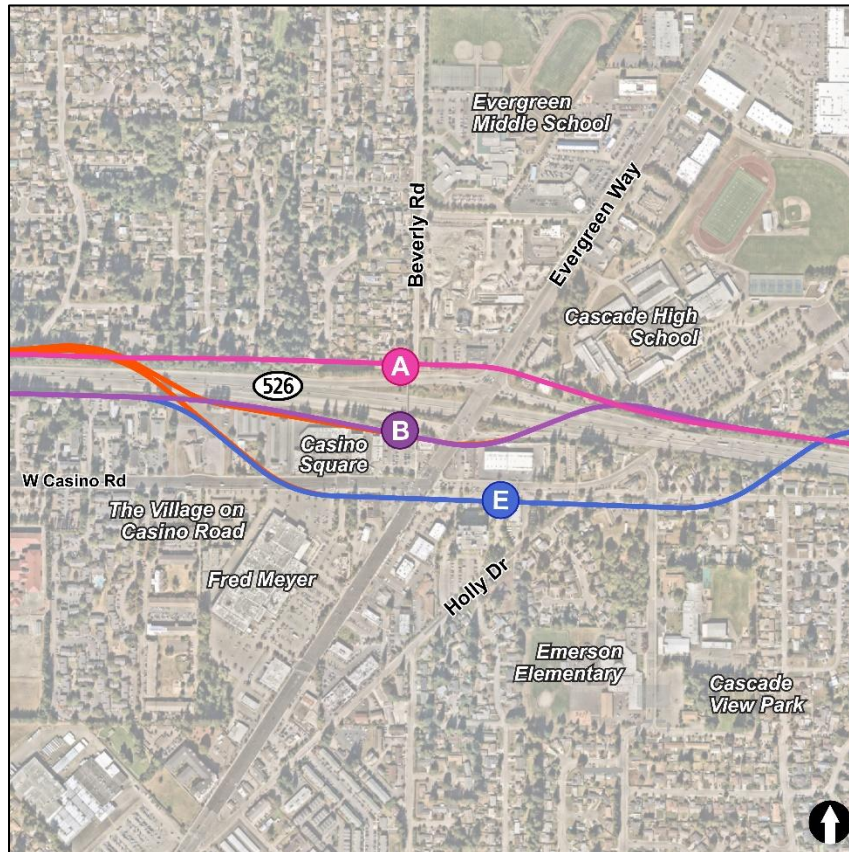 Evergreen
Middle School
Beverly Rd
Evergreen Way
Cascade High
School
A
526
B
Casino
Square
W Casino Rd
E
The Village on
Casino Road
Fred Meyer
Holly Dr
Emerson
Elementary
Cascade
View Park